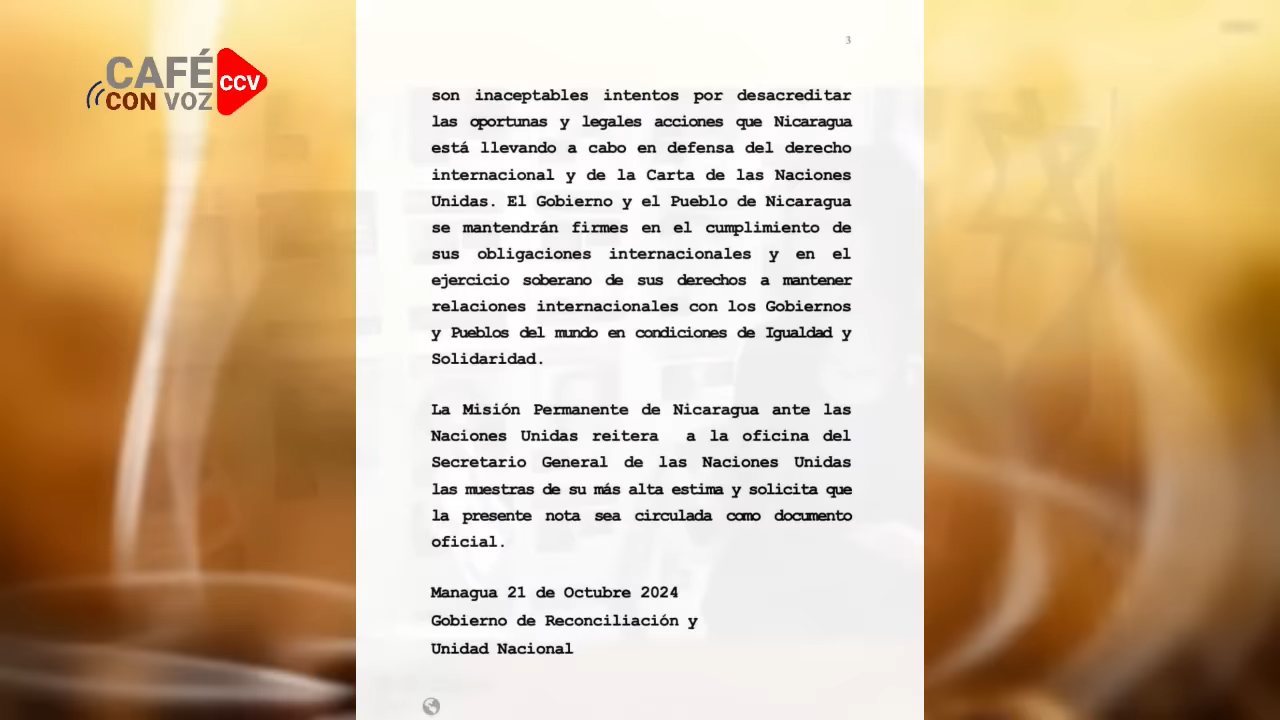 3
CAFÉ
CON VOZ
CCV
son inaceptables intentos por desacreditar
las oportunas y legales acciones que Nicaragua
está llevando a cabo en defensa del derecho
internacional y de la Carta de las Naciones
Unidas. El Gobierno y el Pueblo de Nicaragua
se mantendrán firmes en el cumplimiento de
sus obligaciones internacionales y en el
ejercicio soberano de sus derechos a mantener
relaciones internacionales con los Gobiernos
y Pueblos del mundo en condiciones de Igualdad y
Solidaridad.
La Misión Permanente de Nicaragua ante las
Naciones Unidas reitera a la oficina del
Secretario General de las Naciones Unidas
las muestras de su más alta estima y solicita que
la presente nota sea circulada como documento
oficial.
Managua 21 de Octubre 2024
Gobierno de Reconciliación y
Unidad Nacional